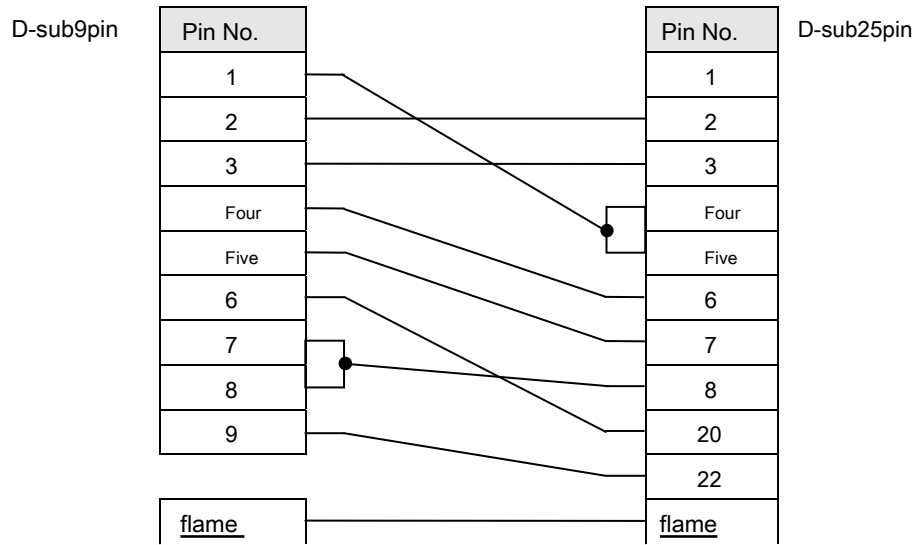 D-sub9pin Pin No. Pin No. D-sub25pin
1 1
2 2
3 3
Four Four
Five Five
6 6
7 7
8 8
9 20
22
flame flame